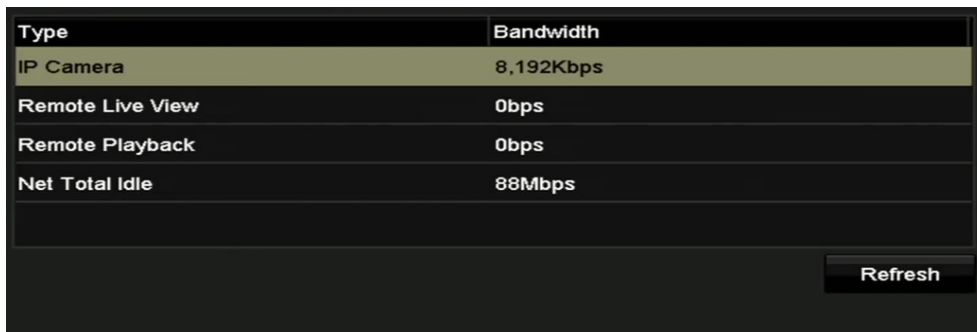 Type Bandwidth
IP Camera 8,192Kbps
Remote Live View 0bps
Remote Playback 0bps
Net Total Idle 88Mbps
Refresh